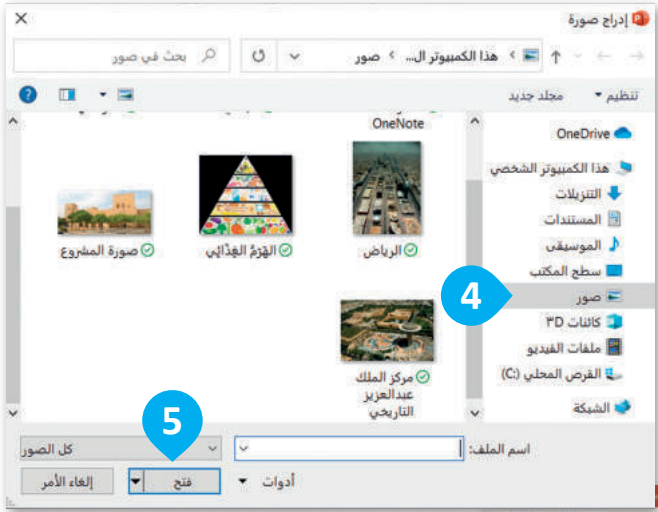 إدراج صورة
هذا الكمبيوتر ال... › صور
بحث في صور
تنظيم
مجلد جديد
OneDrive
هذا الكمبيوتر الشخصي
التنزيلات
المستندات
الموسيقى
سطح المكتب
صور
4
كائنات ٣D
ملفات الفيديو
القرص المحلي (C:)
الشبكة
OneNote
الرياض
الهَرَمُ الغِذَائِي
صورة المشروع
مركز الملك
عبدالعزيز
التاريخي
5
اسم الملف:
كل الصور
أدوات
فتح
إلغاء الأمر